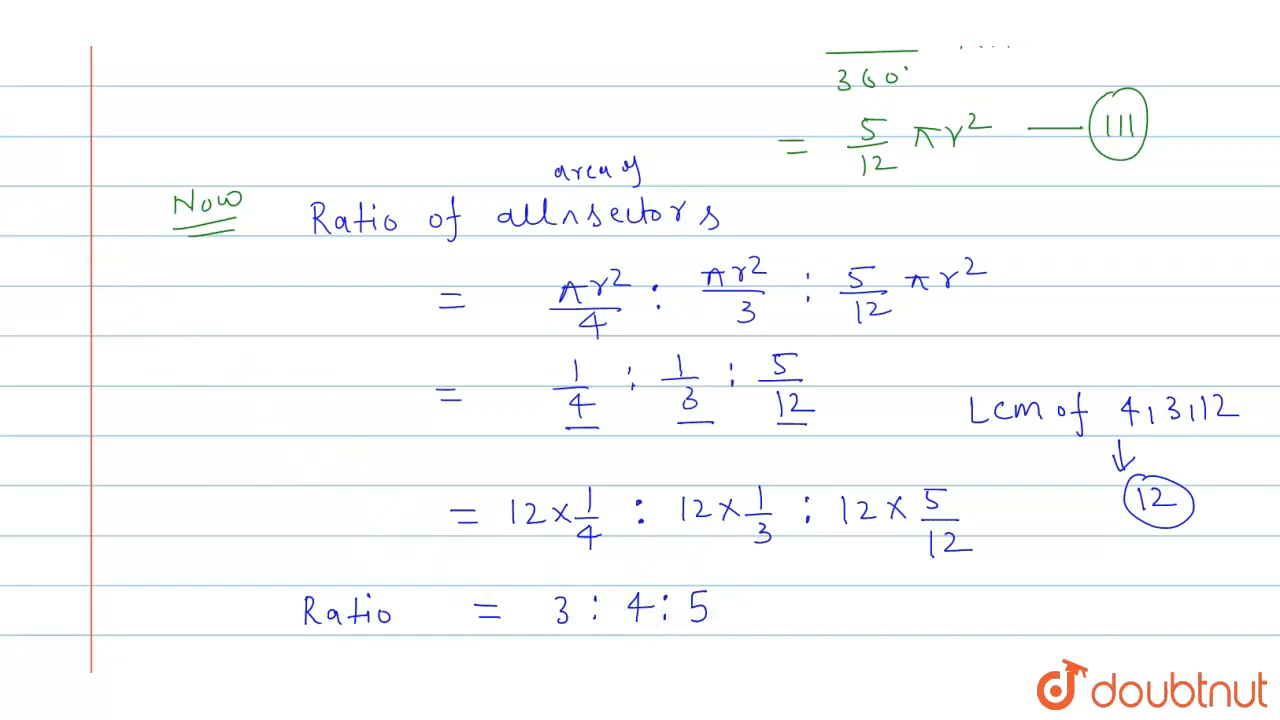 360°
= 5/12 πr² — III
area of
Now Ratio of all ∧ sectors
= πr²/4 : πr²/3 : 5/12 πr²
= 1/4 : 1/3 : 5/12
Lcm of 4,3,12
↓
12
= 12×1/4 : 12×1/3 : 12×5/12
Ratio = 3 : 4 : 5
doubtnut